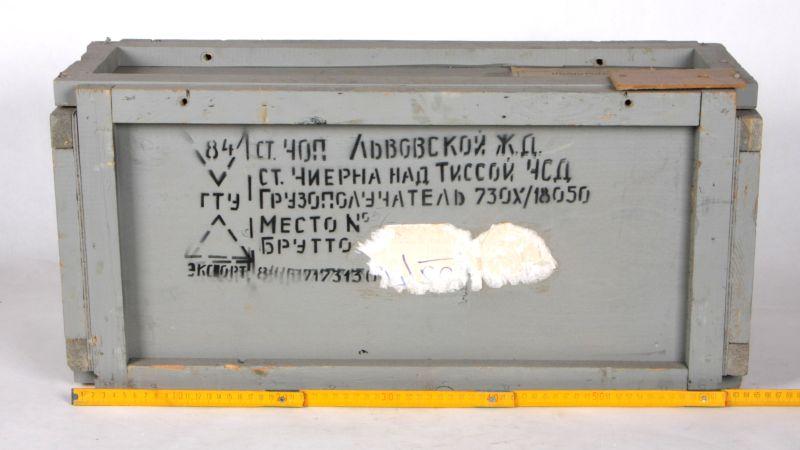 84 СТ. ЧОП ЛЬВОВСКОЙ Ж.Д.
СТ. ЧИЕРНА НАД ТИССОЙ ЧСД
ГТУ ГРУЗОПОЛУЧАТЕЛЬ 730Х/18050
МЕСТО №
БРУТТО
ЭКСПОРТ